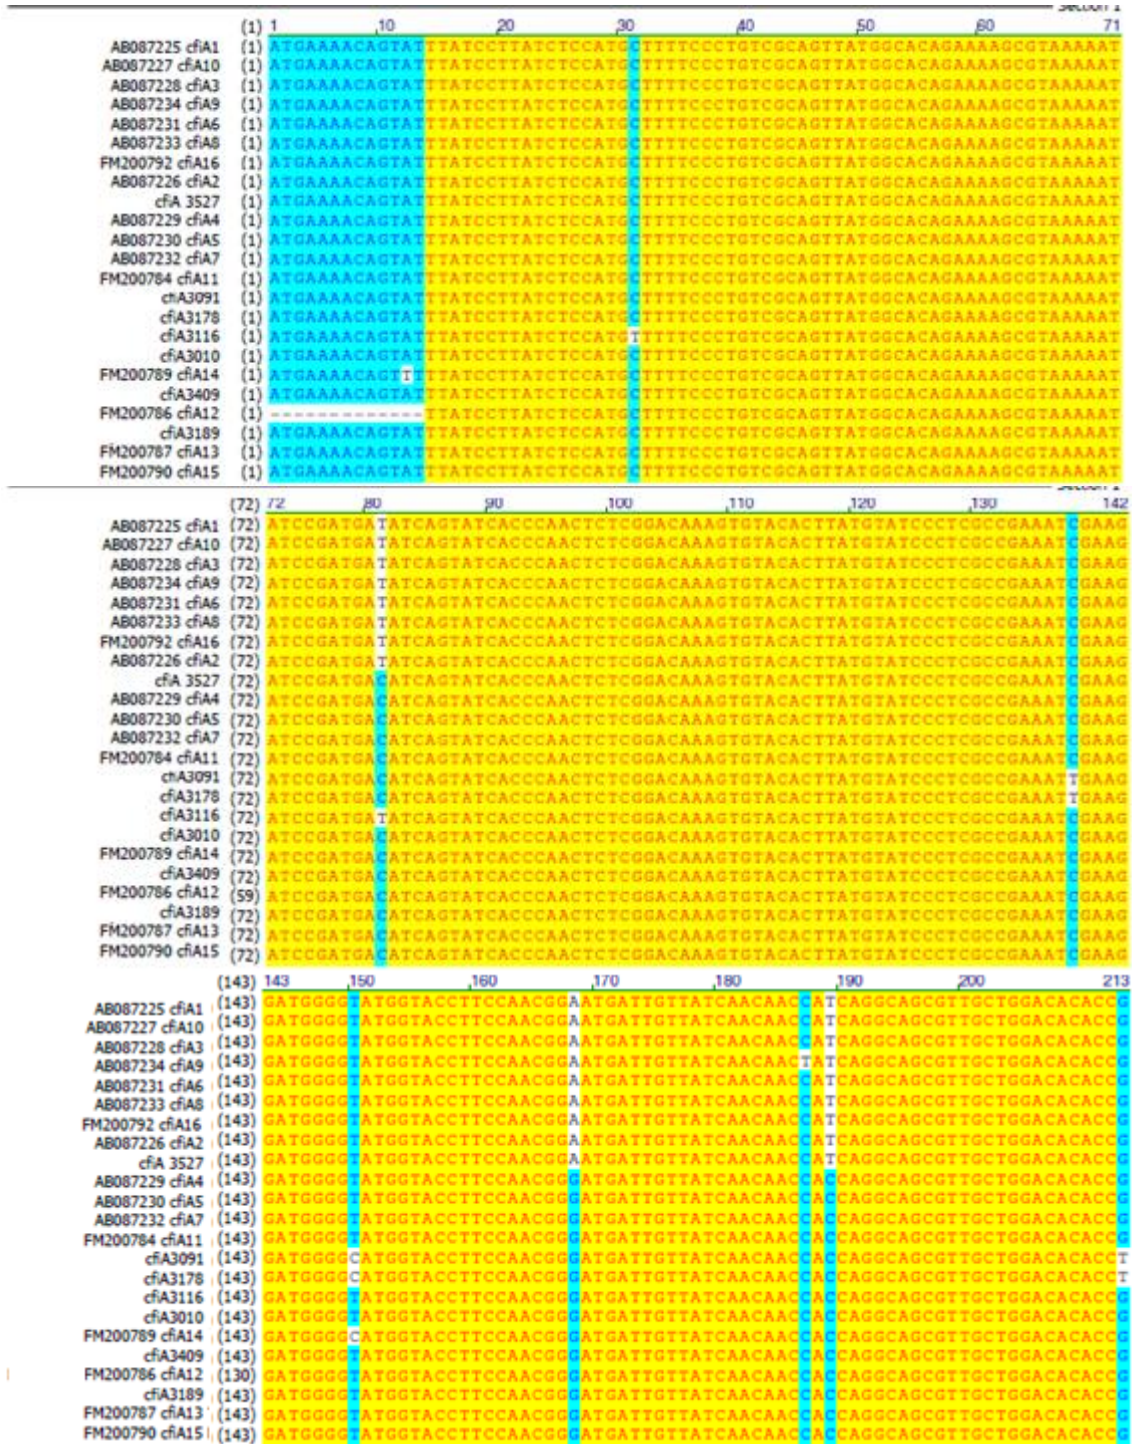 Section 1
(1) 1 10 20 30 40 50 60 71
AB087225 cfiA1 (1) ATGAAAACAGTATTTATCCTTATCTCCATGCTTTTCCCTGTCGCAGTTATGGCACAGAAAAGCGTAAAAAT
AB087227 cfiA10 (1) ATGAAAACAGTATTTATCCTTATCTCCATGCTTTTCCCTGTCGCAGTTATGGCACAGAAAAGCGTAAAAAT
AB087228 cfiA3 (1) ATGAAAACAGTATTTATCCTTATCTCCATGCTTTTCCCTGTCGCAGTTATGGCACAGAAAAGCGTAAAAAT
AB087234 cfiA9 (1) ATGAAAACAGTATTTATCCTTATCTCCATGCTTTTCCCTGTCGCAGTTATGGCACAGAAAAGCGTAAAAAT
AB087231 cfiA6 (1) ATGAAAACAGTATTTATCCTTATCTCCATGCTTTTCCCTGTCGCAGTTATGGCACAGAAAAGCGTAAAAAT
AB087233 cfiA8 (1) ATGAAAACAGTATTTATCCTTATCTCCATGCTTTTCCCTGTCGCAGTTATGGCACAGAAAAGCGTAAAAAT
FM200792 cfiA16 (1) ATGAAAACAGTATTTATCCTTATCTCCATGCTTTTCCCTGTCGCAGTTATGGCACAGAAAAGCGTAAAAAT
AB087226 cfiA2 (1) ATGAAAACAGTATTTATCCTTATCTCCATGCTTTTCCCTGTCGCAGTTATGGCACAGAAAAGCGTAAAAAT
cfiA 3527 (1) ATGAAAACAGTATTTATCCTTATCTCCATGCTTTTCCCTGTCGCAGTTATGGCACAGAAAAGCGTAAAAAT
AB087229 cfiA4 (1) ATGAAAACAGTATTTATCCTTATCTCCATGCTTTTCCCTGTCGCAGTTATGGCACAGAAAAGCGTAAAAAT
AB087230 cfiA5 (1) ATGAAAACAGTATTTATCCTTATCTCCATGCTTTTCCCTGTCGCAGTTATGGCACAGAAAAGCGTAAAAAT
AB087232 cfiA7 (1) ATGAAAACAGTATTTATCCTTATCTCCATGCTTTTCCCTGTCGCAGTTATGGCACAGAAAAGCGTAAAAAT
FM200784 cfiA11 (1) ATGAAAACAGTATTTATCCTTATCTCCATGCTTTTCCCTGTCGCAGTTATGGCACAGAAAAGCGTAAAAAT
cfiA3091 (1) ATGAAAACAGTATTTATCCTTATCTCCATGCTTTTCCCTGTCGCAGTTATGGCACAGAAAAGCGTAAAAAT
cfiA3178 (1) ATGAAAACAGTATTTATCCTTATCTCCATGCTTTTCCCTGTCGCAGTTATGGCACAGAAAAGCGTAAAAAT
cfiA3116 (1) ATGAAAACAGTATTTATCCTTATCTCCATGTTTTTCCCTGTCGCAGTTATGGCACAGAAAAGCGTAAAAAT
cfiA3010 (1) ATGAAAACAGTATTTATCCTTATCTCCATGCTTTTCCCTGTCGCAGTTATGGCACAGAAAAGCGTAAAAAT
FM200789 cfiA14 (1) ATGAAAACAGTTTTTATCCTTATCTCCATGCTTTTCCCTGTCGCAGTTATGGCACAGAAAAGCGTAAAAAT
cfiA3409 (1) ATGAAAACAGTATTTATCCTTATCTCCATGCTTTTCCCTGTCGCAGTTATGGCACAGAAAAGCGTAAAAAT
FM200786 cfiA12 (1) -------------TTATCCTTATCTCCATGCTTTTCCCTGTCGCAGTTATGGCACAGAAAAGCGTAAAAAT
cfiA3189 (1) ATGAAAACAGTATTTATCCTTATCTCCATGCTTTTCCCTGTCGCAGTTATGGCACAGAAAAGCGTAAAAAT
FM200787 cfiA13 (1) ATGAAAACAGTATTTATCCTTATCTCCATGCTTTTCCCTGTCGCAGTTATGGCACAGAAAAGCGTAAAAAT
FM200790 cfiA15 (1) ATGAAAACAGTATTTATCCTTATCTCCATGCTTTTCCCTGTCGCAGTTATGGCACAGAAAAGCGTAAAAAT
Section 1
(72) 72 80 90 100 110 120 130 142
AB087225 cfiA1 (72) ATCCGATGATATCAGTATCACCCAACTCTCGGACAAAGTGTACACTTATGTATCCCTCGCCGAAATCGAAG
AB087227 cfiA10 (72) ATCCGATGATATCAGTATCACCCAACTCTCGGACAAAGTGTACACTTATGTATCCCTCGCCGAAATCGAAG
AB087228 cfiA3 (72) ATCCGATGATATCAGTATCACCCAACTCTCGGACAAAGTGTACACTTATGTATCCCTCGCCGAAATCGAAG
AB087234 cfiA9 (72) ATCCGATGATATCAGTATCACCCAACTCTCGGACAAAGTGTACACTTATGTATCCCTCGCCGAAATCGAAG
AB087231 cfiA6 (72) ATCCGATGATATCAGTATCACCCAACTCTCGGACAAAGTGTACACTTATGTATCCCTCGCCGAAATCGAAG
AB087233 cfiA8 (72) ATCCGATGATATCAGTATCACCCAACTCTCGGACAAAGTGTACACTTATGTATCCCTCGCCGAAATCGAAG
FM200792 cfiA16 (72) ATCCGATGATATCAGTATCACCCAACTCTCGGACAAAGTGTACACTTATGTATCCCTCGCCGAAATCGAAG
AB087226 cfiA2 (72) ATCCGATGATATCAGTATCACCCAACTCTCGGACAAAGTGTACACTTATGTATCCCTCGCCGAAATCGAAG
cfiA 3527 (72) ATCCGATGACATCAGTATCACCCAACTCTCGGACAAAGTGTACACTTATGTATCCCTCGCCGAAATCGAAG
AB087229 cfiA4 (72) ATCCGATGACATCAGTATCACCCAACTCTCGGACAAAGTGTACACTTATGTATCCCTCGCCGAAATCGAAG
AB087230 cfiA5 (72) ATCCGATGACATCAGTATCACCCAACTCTCGGACAAAGTGTACACTTATGTATCCCTCGCCGAAATCGAAG
AB087232 cfiA7 (72) ATCCGATGACATCAGTATCACCCAACTCTCGGACAAAGTGTACACTTATGTATCCCTCGCCGAAATCGAAG
FM200784 cfiA11 (72) ATCCGATGACATCAGTATCACCCAACTCTCGGACAAAGTGTACACTTATGTATCCCTCGCCGAAATCGAAG
cfiA3091 (72) ATCCGATGACATCAGTATCACCCAACTCTCGGACAAAGTGTACACTTATGTATCCCTCGCCGAAATTGAAG
cfiA3178 (72) ATCCGATGACATCAGTATCACCCAACTCTCGGACAAAGTGTACACTTATGTATCCCTCGCCGAAATTGAAG
cfiA3116 (72) ATCCGATGATATCAGTATCACCCAACTCTCGGACAAAGTGTACACTTATGTATCCCTCGCCGAAATCGAAG
cfiA3010 (72) ATCCGATGACATCAGTATCACCCAACTCTCGGACAAAGTGTACACTTATGTATCCCTCGCCGAAATCGAAG
FM200789 cfiA14 (72) ATCCGATGACATCAGTATCACCCAACTCTCGGACAAAGTGTACACTTATGTATCCCTCGCCGAAATCGAAG
cfiA3409 (72) ATCCGATGACATCAGTATCACCCAACTCTCGGACAAAGTGTACACTTATGTATCCCTCGCCGAAATCGAAG
FM200786 cfiA12 (59) ATCCGATGACATCAGTATCACCCAACTCTCGGACAAAGTGTACACTTATGTATCCCTCGCCGAAATCGAAG
cfiA3189 (72) ATCCGATGACATCAGTATCACCCAACTCTCGGACAAAGTGTACACTTATGTATCCCTCGCCGAAATCGAAG
FM200787 cfiA13 (72) ATCCGATGACATCAGTATCACCCAACTCTCGGACAAAGTGTACACTTATGTATCCCTCGCCGAAATCGAAG
FM200790 cfiA15 (72) ATCCGATGACATCAGTATCACCCAACTCTCGGACAAAGTGTACACTTATGTATCCCTCGCCGAAATCGAAG
(143) 143 150 160 170 180 190 200 213
AB087225 cfiA1 (143) GATGGGGTATGGTACCTTCCAACGGAATGATTGTTATCAACAACCATCAGGCAGCGTTGCTGGACACACCG
AB087227 cfiA10 (143) GATGGGGTATGGTACCTTCCAACGGAATGATTGTTATCAACAACCATCAGGCAGCGTTGCTGGACACACCG
AB087228 cfiA3 (143) GATGGGGTATGGTACCTTCCAACGGAATGATTGTTATCAACAACCATCAGGCAGCGTTGCTGGACACACCG
AB087234 cfiA9 (143) GATGGGGTATGGTACCTTCCAACGGAATGATTGTTATCAACAACTATCAGGCAGCGTTGCTGGACACACCG
AB087231 cfiA6 (143) GATGGGGTATGGTACCTTCCAACGGAATGATTGTTATCAACAACCATCAGGCAGCGTTGCTGGACACACCG
AB087233 cfiA8 (143) GATGGGGTATGGTACCTTCCAACGGAATGATTGTTATCAACAACCATCAGGCAGCGTTGCTGGACACACCG
FM200792 cfiA16 (143) GATGGGGTATGGTACCTTCCAACGGAATGATTGTTATCAACAACCATCAGGCAGCGTTGCTGGACACACCG
AB087226 cfiA2 (143) GATGGGGTATGGTACCTTCCAACGGAATGATTGTTATCAACAACCATCAGGCAGCGTTGCTGGACACACCG
cfiA 3527 (143) GATGGGGTATGGTACCTTCCAACGGAATGATTGTTATCAACAACCATCAGGCAGCGTTGCTGGACACACCG
AB087229 cfiA4 (143) GATGGGGTATGGTACCTTCCAACGGGATGATTGTTATCAACAACCACCAGGCAGCGTTGCTGGACACACCG
AB087230 cfiA5 (143) GATGGGGTATGGTACCTTCCAACGGGATGATTGTTATCAACAACCACCAGGCAGCGTTGCTGGACACACCG
AB087232 cfiA7 (143) GATGGGGTATGGTACCTTCCAACGGGATGATTGTTATCAACAACCACCAGGCAGCGTTGCTGGACACACCG
FM200784 cfiA11 (143) GATGGGGTATGGTACCTTCCAACGGGATGATTGTTATCAACAACCACCAGGCAGCGTTGCTGGACACACCG
cfiA3091 (143) GATGGGGCATGGTACCTTCCAACGGGATGATTGTTATCAACAACCACCAGGCAGCGTTGCTGGACACACCT
cfiA3178 (143) GATGGGGCATGGTACCTTCCAACGGGATGATTGTTATCAACAACCACCAGGCAGCGTTGCTGGACACACCT
cfiA3116 (143) GATGGGGTATGGTACCTTCCAACGGGATGATTGTTATCAACAACCACCAGGCAGCGTTGCTGGACACACCG
cfiA3010 (143) GATGGGGTATGGTACCTTCCAACGGGATGATTGTTATCAACAACCACCAGGCAGCGTTGCTGGACACACCG
FM200789 cfiA14 (143) GATGGGGCATGGTACCTTCCAACGGGATGATTGTTATCAACAACCACCAGGCAGCGTTGCTGGACACACCG
cfiA3409 (143) GATGGGGTATGGTACCTTCCAACGGGATGATTGTTATCAACAACCACCAGGCAGCGTTGCTGGACACACCG
FM200786 cfiA12 (130) GATGGGGTATGGTACCTTCCAACGGGATGATTGTTATCAACAACCACCAGGCAGCGTTGCTGGACACACCG
cfiA3189 (143) GATGGGGTATGGTACCTTCCAACGGGATGATTGTTATCAACAACCACCAGGCAGCGTTGCTGGACACACCG
FM200787 cfiA13 (143) GATGGGGTATGGTACCTTCCAACGGGATGATTGTTATCAACAACCACCAGGCAGCGTTGCTGGACACACCG
FM200790 cfiA15 (143) GATGGGGTATGGTACCTTCCAACGGGATGATTGTTATCAACAACCACCAGGCAGCGTTGCTGGACACACCG